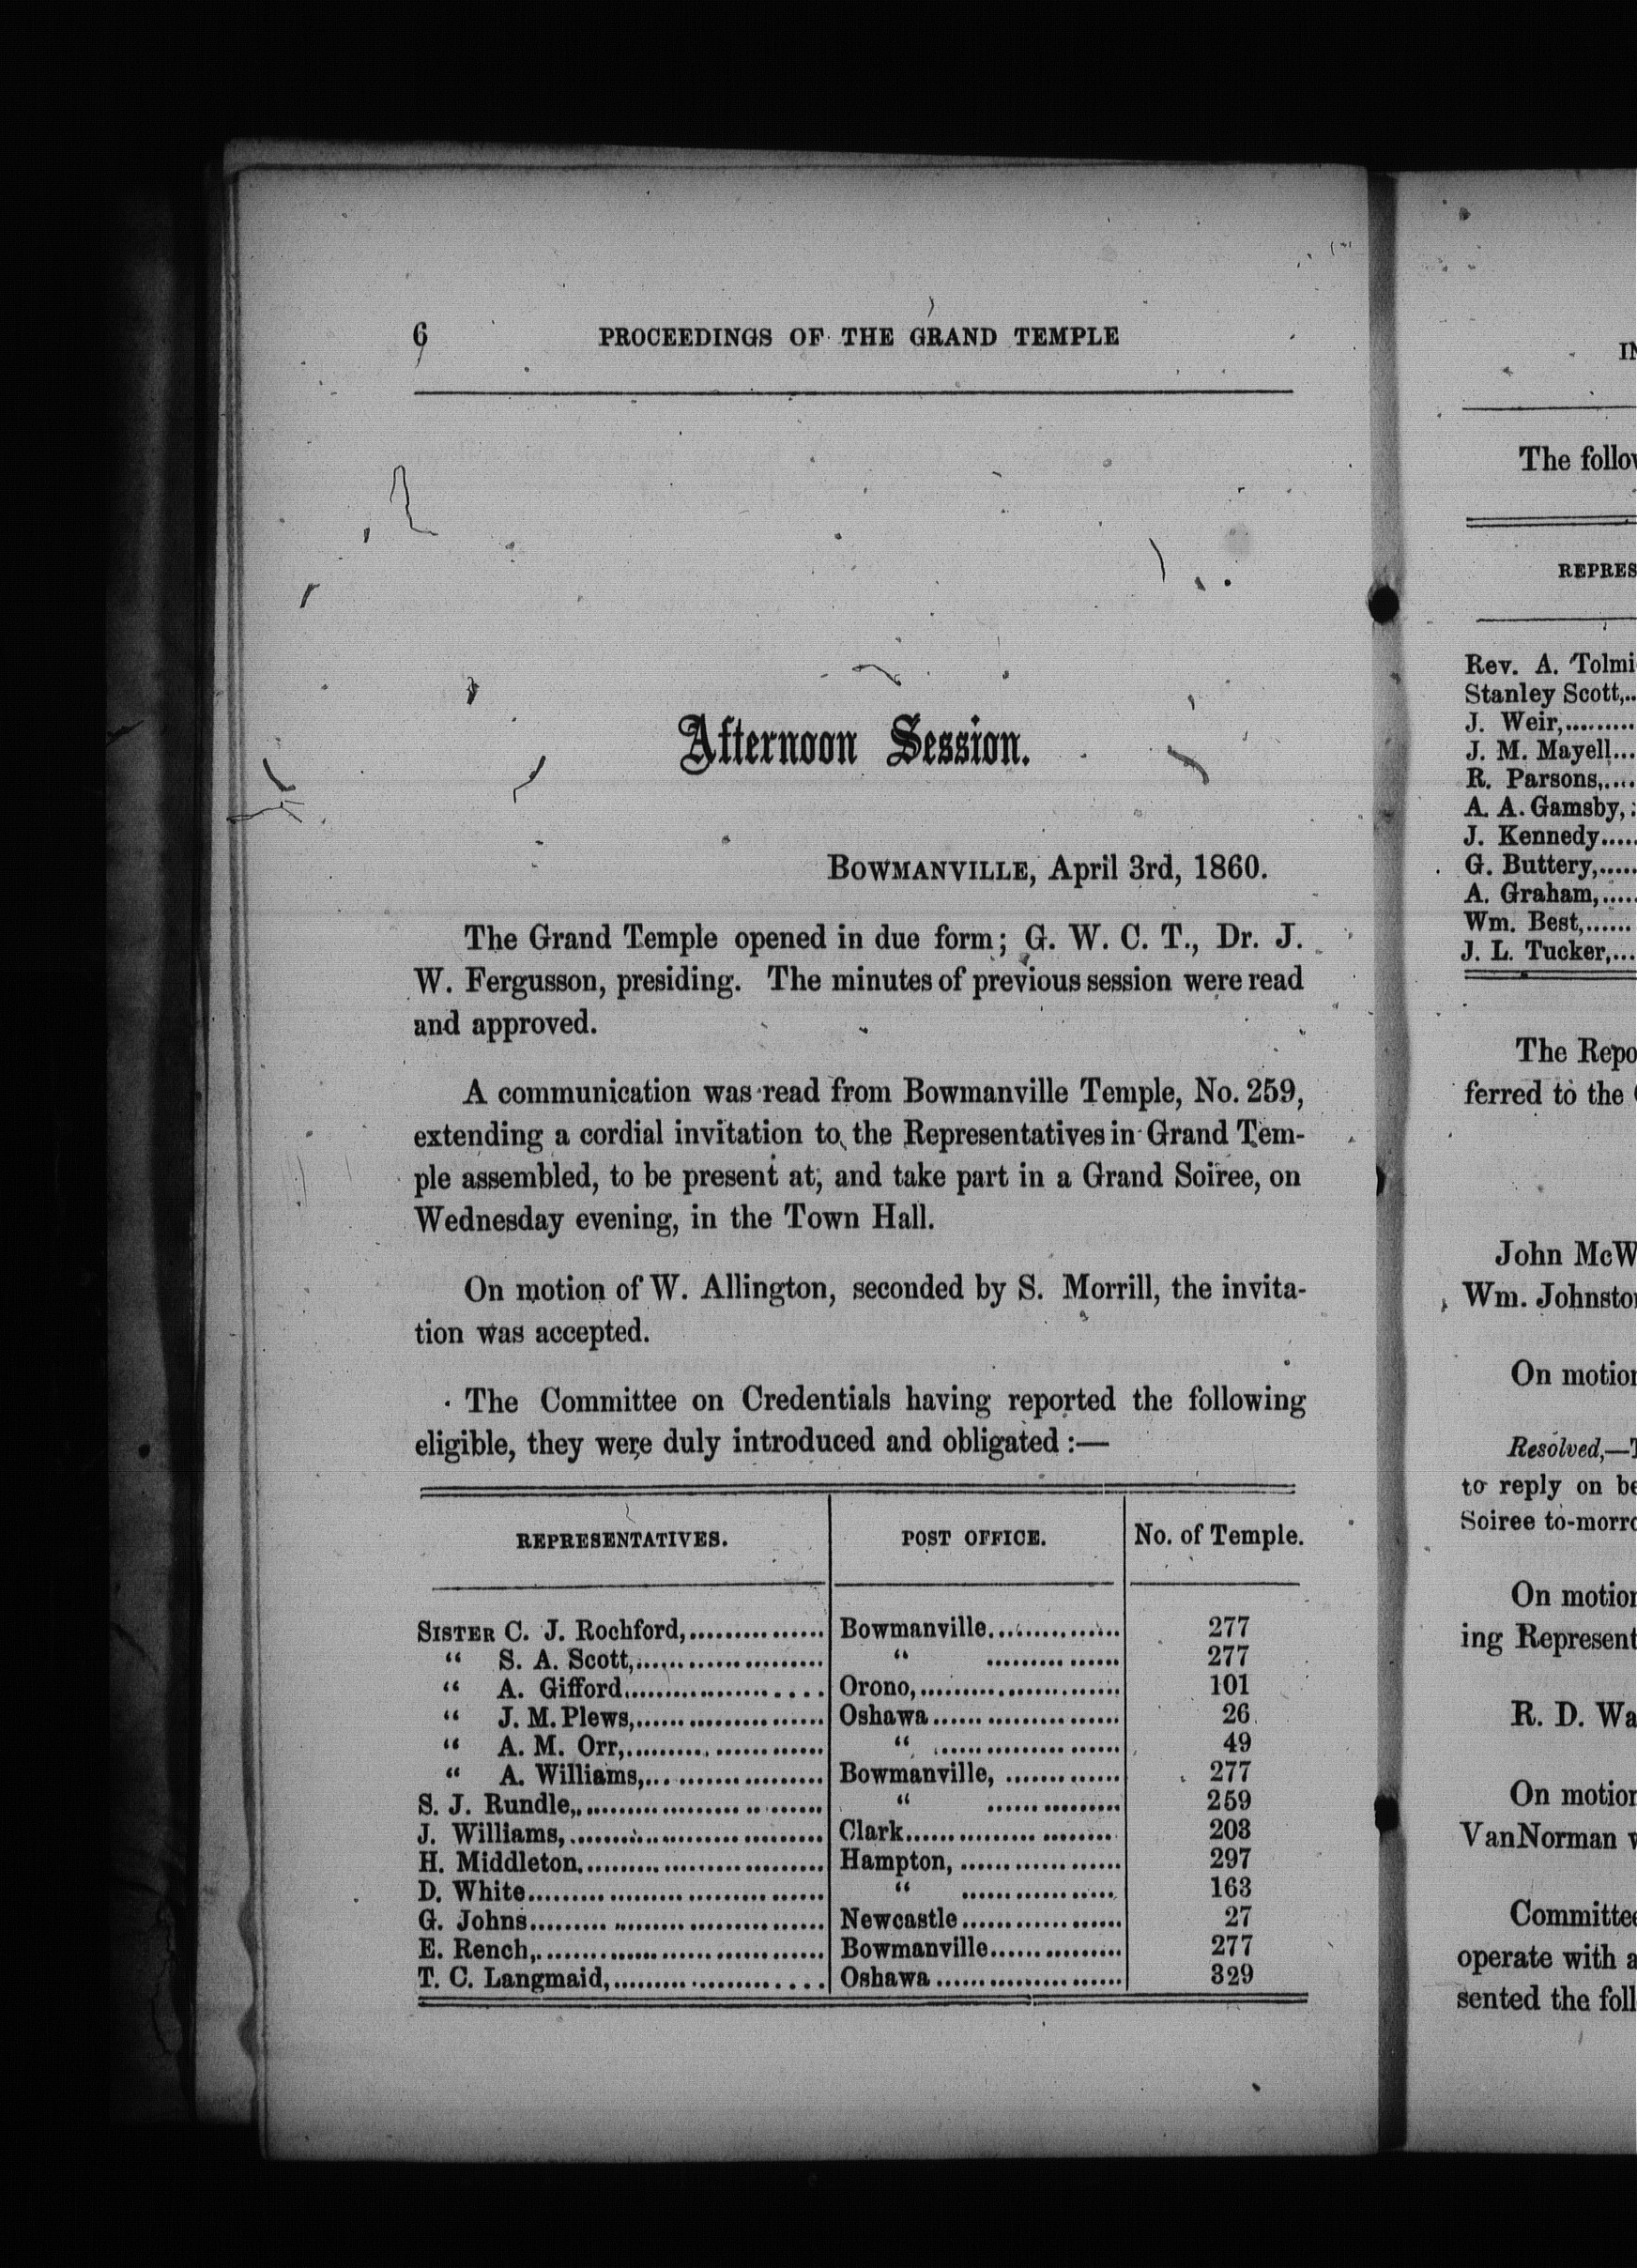 6 PROCEEDINGS OF THE GRAND TEMPLE
Afternoon Session.
BOWMANVILLE, April 3rd, 1860.
The Grand Temple opened in due form; G. W. C. T., Dr. J.
W. Fergusson, presiding. The minutes of previous session were read
and approved.
A communication was read from Bowmanville Temple, No. 259,
extending a cordial invitation to the Representatives in Grand Tem-
ple assembled, to be present at, and take part in a Grand Soiree, on
Wednesday evening, in the Town Hall.
On motion of W. Allington, seconded by S. Morrill, the invita-
tion was accepted.
The Committee on Credentials having reported the following
eligible, they were duly introduced and obligated :—
REPRESENTATIVES. POST OFFICE. No. of Temple.
SISTER C. J. Rochford,............... Bowmanville............... 277
“ S. A. Scott,..................... “ ............... 277
“ A. Gifford...................... Orono,...................... 101
“ J. M. Plews,..................... Oshawa..................... 26
“ A. M. Orr,...................... “ ..................... 49
“ A. Williams,.................... Bowmanville, ............. 277
S. J. Rundle,........................... “ ............... 259
J. Williams,............................. Clark....................... 203
H. Middleton............................ Hampton, .................. 297
D. White................................. “ .................. 163
G. Johns................................. Newcastle.................. 27
E. Rench,................................ Bowmanville............... 277
T. C. Langmaid,........................ Oshawa..................... 329
IN
The follow
REPRES
Rev. A. Tolmi
Stanley Scott,..
J. Weir,.........
J. M. Mayell...
R. Parsons,....
A. A. Gamsby,
J. Kennedy.....
G. Buttery,.....
A. Graham,.....
Wm. Best,......
J. L. Tucker,...
The Repo
ferred to the
John McW
Wm. Johnston
On motion
Resolved,—T
to reply on be
Soiree to-morro
On motion
ing Represent
R. D. Wa
On motion
VanNorman w
Committee
operate with a
sented the foll